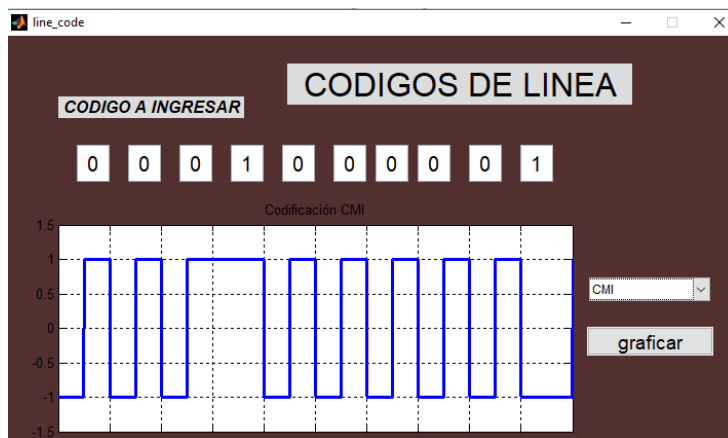 line_code
CODIGOS DE LINEA
CODIGO A INGRESAR
0 0 0 1 0 0 0 0 0 1
Codificación CMI
1.5
1
0.5
0
-0.5
-1
-1.5
CMI
graficar